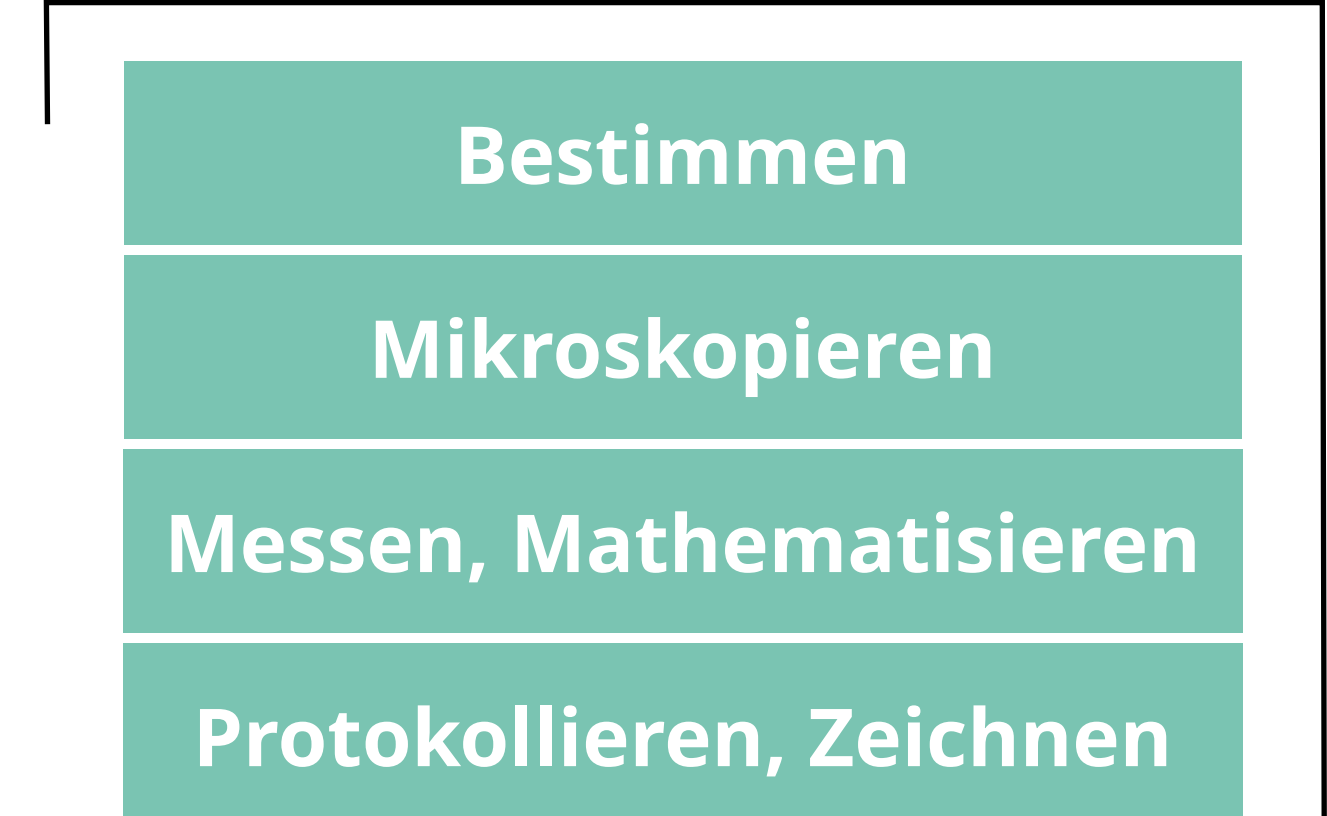 Bestimmen
Mikroskopieren
Messen, Mathematisieren
Protokollieren, Zeichnen